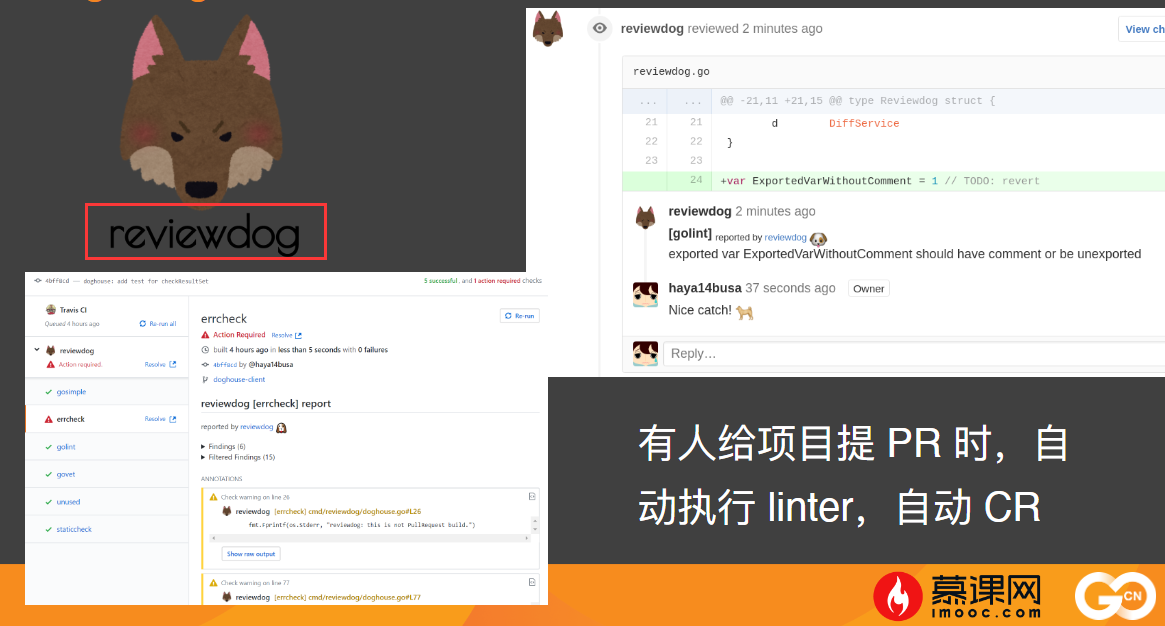 reviewdog
reviewdog reviewed 2 minutes ago
View ch
reviewdog.go
... ... @@ -21,11 +21,15 @@ type Reviewdog struct {
21 21 d DiffService
22 22 }
23 23
24 +var ExportedVarWithoutComment = 1 // TODO: revert
reviewdog 2 minutes ago
[golint] reported by reviewdog
exported var ExportedVarWithoutComment should have comment or be unexported
haya14busa 37 seconds ago Owner
Nice catch!
Reply…
4bff8cd — doghouse: add test for checkResultSet
5 successful, and 1 action required checks
Travis CI
Queued 4 hours ago Re-run all
reviewdog
Action required. Resolve
gosimple
errcheck Resolve
golint
govet
unused
staticcheck
errcheck Re-run
Action Required Resolve
built 4 hours ago in less than 5 seconds with 0 failures
4bff8cd by @haya14busa
doghouse-client
reviewdog [errcheck] report
reported by reviewdog
Findings (6)
Filtered Findings (15)
ANNOTATIONS
Check warning on line 26
reviewdog [errcheck] cmd/reviewdog/doghouse.go#L26
fmt.Fprintf(os.Stderr, "reviewdog: this is not PullRequest build.")
Show raw output
Check warning on line 77
reviewdog [errcheck] cmd/reviewdog/doghouse.go#L77
有人给项目提 PR 时，自
动执行 linter，自动 CR
慕课网
imooc.com
GO
CN